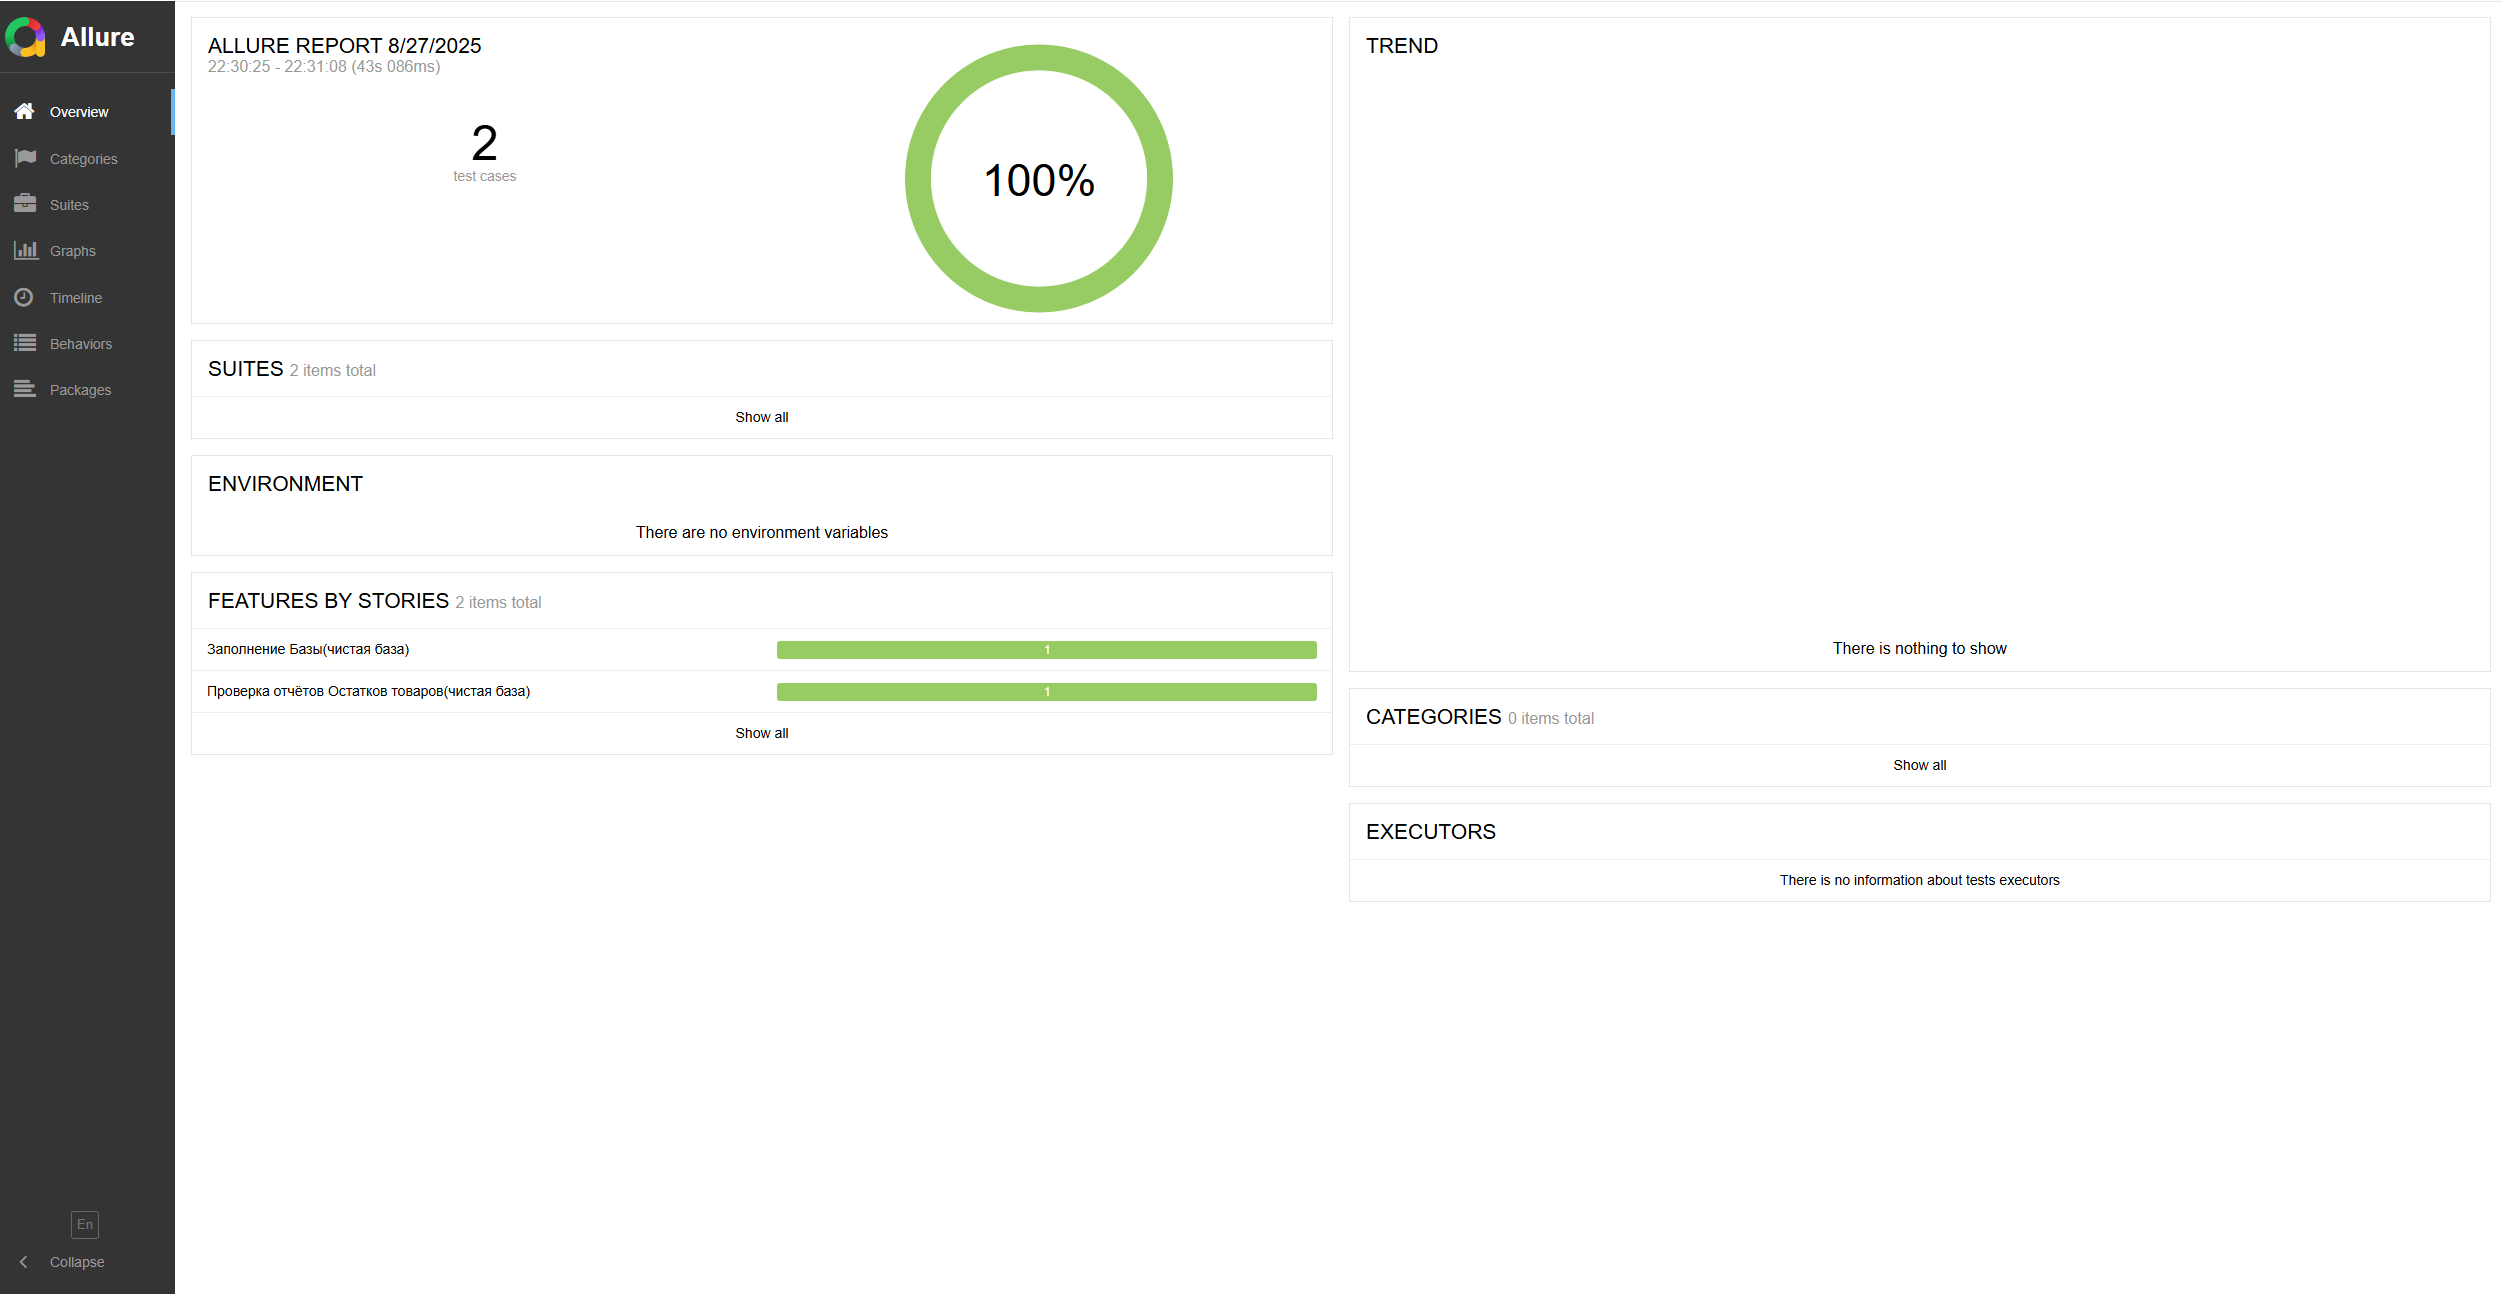 Allure
Overview
Categories
Suites
Graphs
Timeline
Behaviors
Packages
En
Collapse
ALLURE REPORT 8/27/2025
22:30:25 - 22:31:08 (43s 086ms)
2
test cases
100%
SUITES 2 items total
Show all
ENVIRONMENT
There are no environment variables
FEATURES BY STORIES 2 items total
Заполнение Базы(чистая база) 1
Проверка отчётов Остатков товаров(чистая база) 1
Show all
TREND
There is nothing to show
CATEGORIES 0 items total
Show all
EXECUTORS
There is no information about tests executors